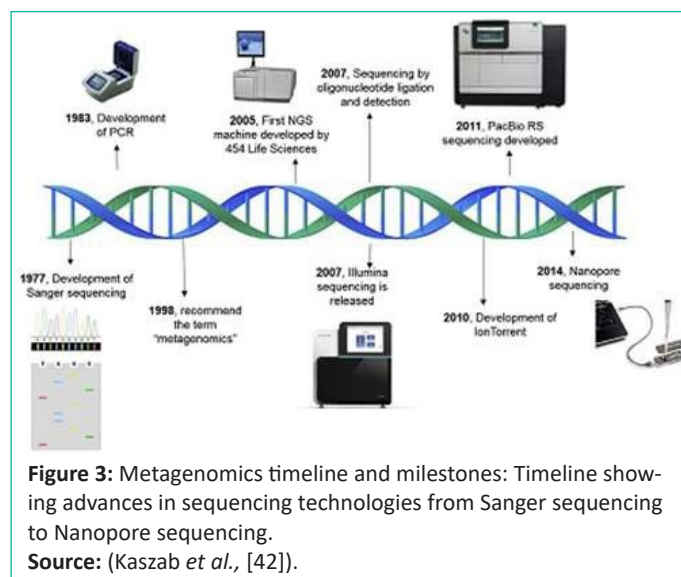 1983, Development
of PCR
2005, First NGS
machine developed by
454 Life Sciences
2007, Sequencing by
oligonucleotide ligation
and detection
2011, PacBio RS
sequencing developed
1977, Development of
Sanger sequencing
1998, recommend
the term
"metagenomics"
2007, Illumina
sequencing is
released
2010, Development of
IonTorrent
2014, Nanopore
sequencing
Figure 3: Metagenomics timeline and milestones: Timeline show-
ing advances in sequencing technologies from Sanger sequencing
to Nanopore sequencing.
Source: (Kaszab et al., [42]).